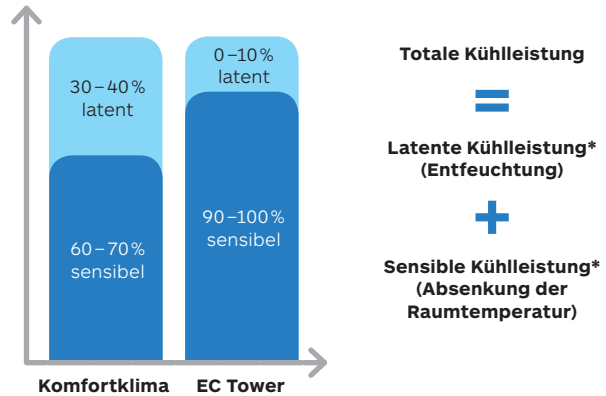 30–40 %
latent
60–70 %
sensibel
0–10 %
latent
90–100 %
sensibel
Komfortklima
EC Tower
Totale Kühlleistung
=
Latente Kühlleistung*
(Entfeuchtung)
+
Sensible Kühlleistung*
(Absenkung der
Raumtemperatur)